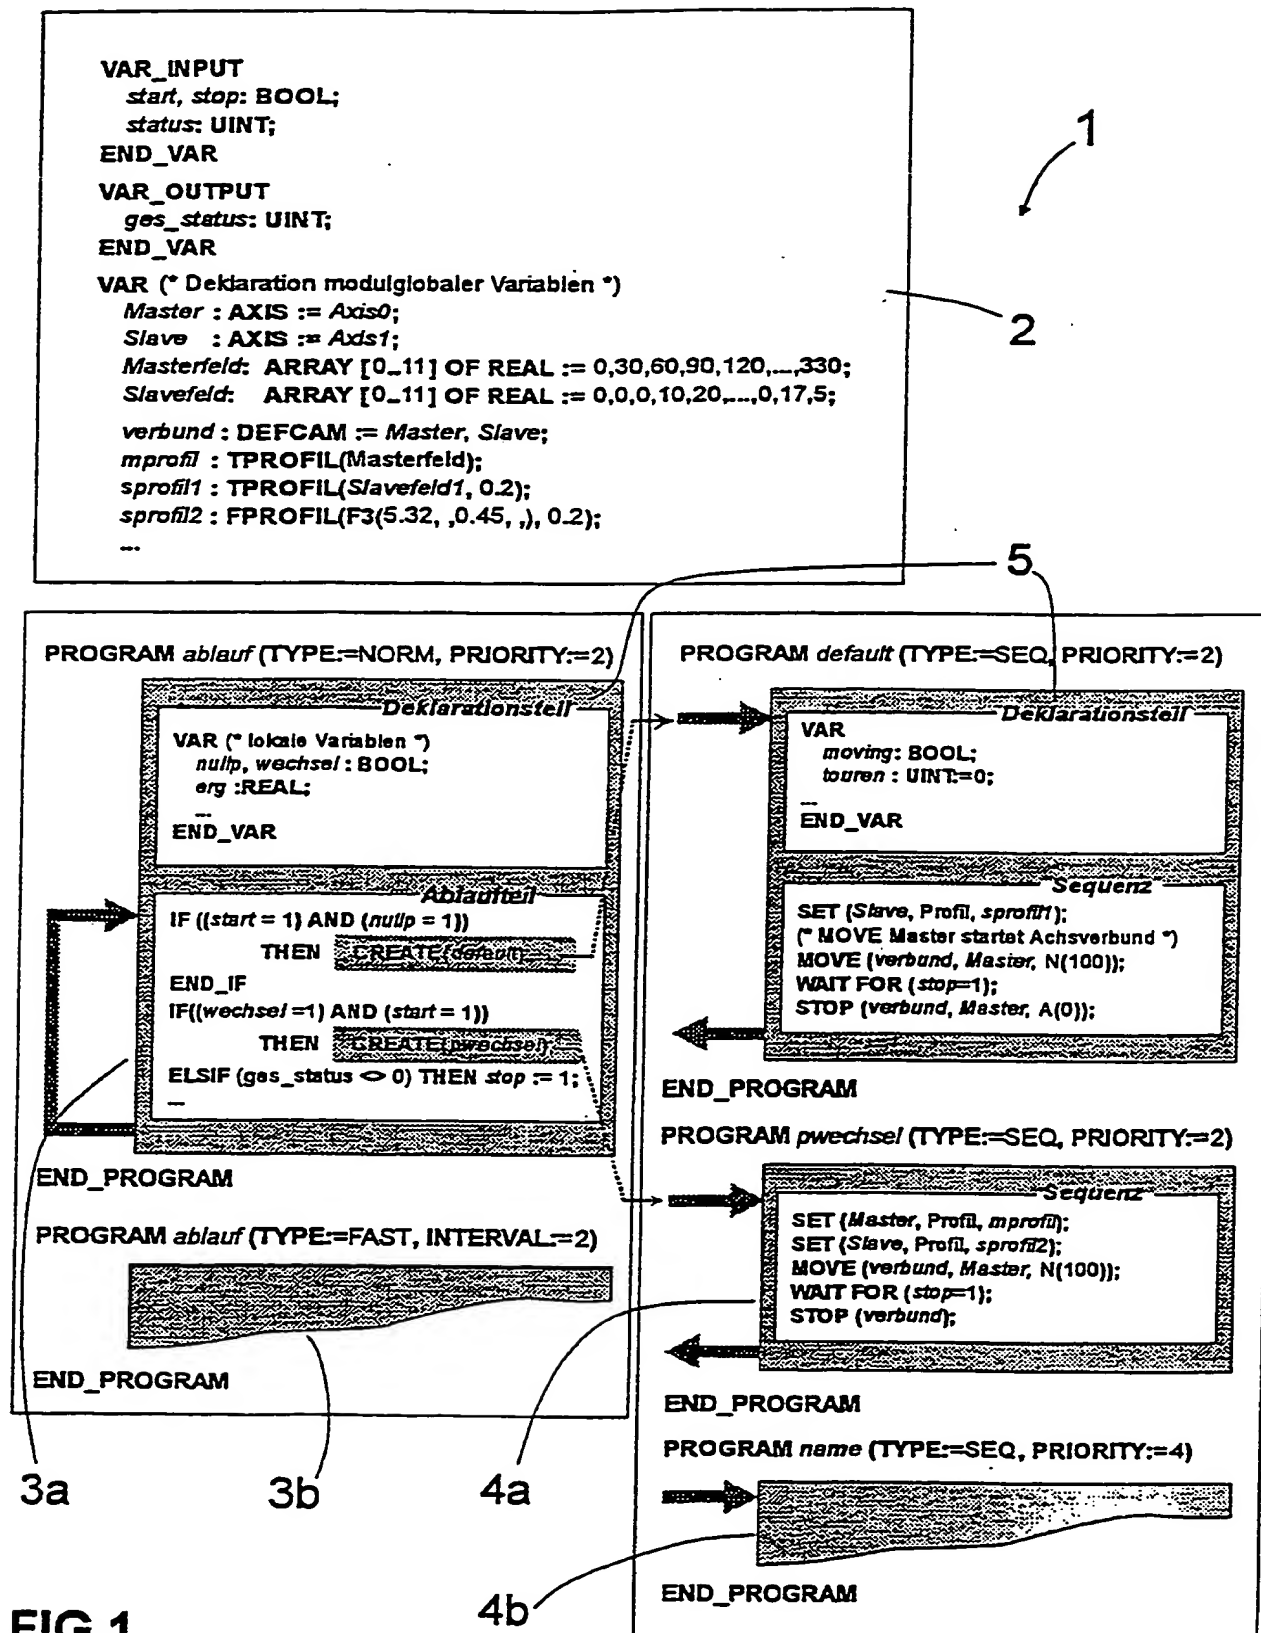 VAR_INPUT
start, stop: BOOL;
status: UINT;
END_VAR
VAR_OUTPUT
ges_status: UINT;
END_VAR
VAR (* Deklaration modulglobaler Variablen *)
Master : AXIS := Axis0;
Slave : AXIS := Axis1;
Masterfeld: ARRAY [0..11] OF REAL := 0,30,60,90,120,...,330;
Slavefeld: ARRAY [0..11] OF REAL := 0,0,0,10,20,...,0,17,5;
verbund : DEFCAM := Master, Slave;
mprofil : TPROFIL(Masterfeld);
sprofil1 : TPROFIL(Slavefeld1, 0.2);
sprofil2 : FPROFIL(F3(5.32, ,0.45, ,), 0.2);
...
1
2
5
PROGRAM ablauf (TYPE:=NORM, PRIORITY:=2)
Deklarationsteil
VAR (* lokale Variablen *)
nullp, wechsel : BOOL;
erg :REAL;
...
END_VAR
Ablaufteil
IF ((start = 1) AND (nullp = 1))
THEN CREATE(default)
END_IF
IF((wechsel =1) AND (start = 1))
THEN CREATE(pwechsel)
ELSIF (ges_status <> 0) THEN stop := 1;
...
END_PROGRAM
PROGRAM ablauf (TYPE:=FAST, INTERVAL:=2)
END_PROGRAM
3a
3b
PROGRAM default (TYPE:=SEQ, PRIORITY:=2)
Deklarationsteil
VAR
moving: BOOL;
touren : UINT:=0;
...
END_VAR
Sequenz
SET (Slave, Profil, sprofil1);
(* MOVE Master startet Achsverbund *)
MOVE (verbund, Master, N(100));
WAIT FOR (stop=1);
STOP (verbund, Master, A(0));
END_PROGRAM
PROGRAM pwechsel (TYPE:=SEQ, PRIORITY:=2)
Sequenz
SET (Master, Profil, mprofil);
SET (Slave, Profil, sprofil2);
MOVE (verbund, Master, N(100));
WAIT FOR (stop=1);
STOP (verbund);
END_PROGRAM
4a
PROGRAM name (TYPE:=SEQ, PRIORITY:=4)
END_PROGRAM
4b
FIG 1